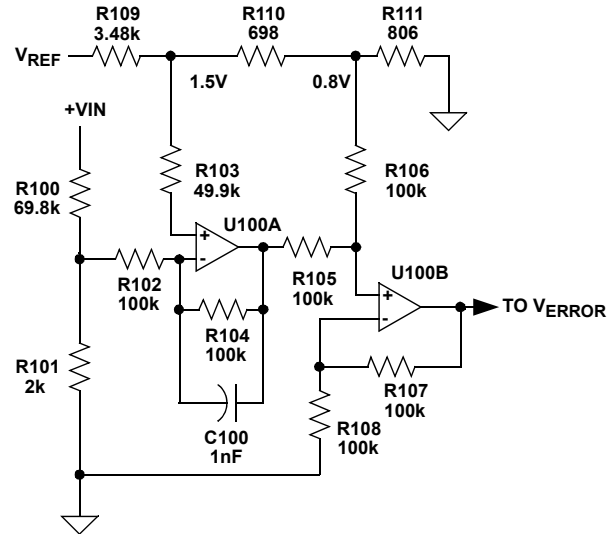 R109
3.48k
R110
698
R111
806
VREF
1.5V
0.8V
+VIN
R100
69.8k
R103
49.9k
R106
100k
U100A
+
-
R102
100k
R105
100k
U100B
+
-
TO VERROR
R104
100k
R101
2k
R107
100k
C100
1nF
R108
100k